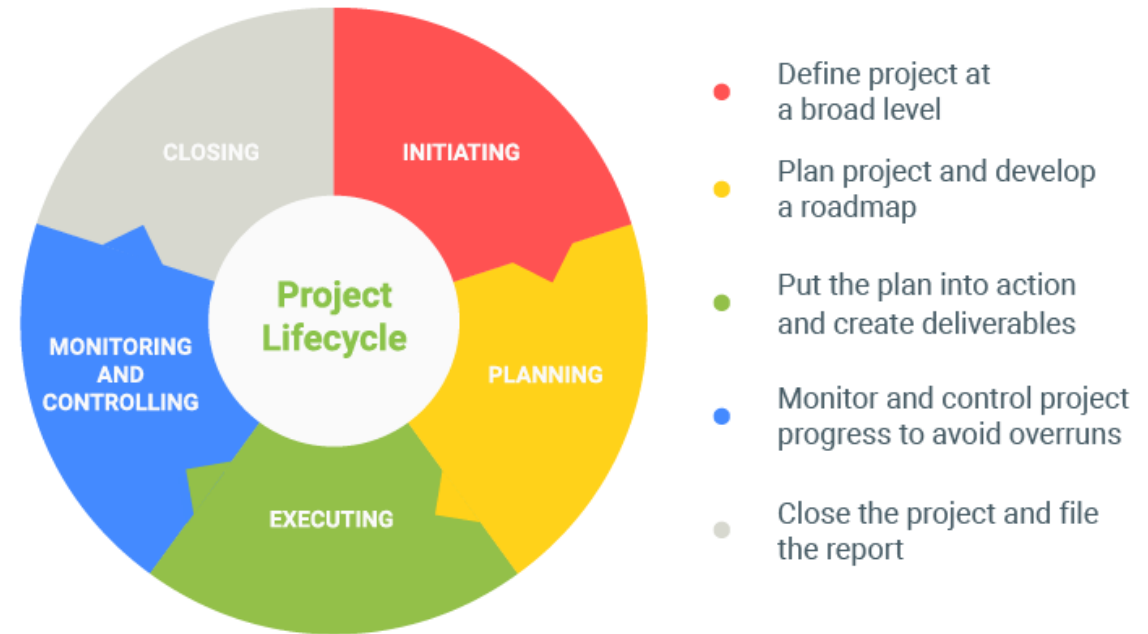 CLOSING
INITIATING
Project
Lifecycle
MONITORING
AND
CONTROLLING
PLANNING
EXECUTING
Define project at
a broad level
Plan project and develop
a roadmap
Put the plan into action
and create deliverables
Monitor and control project
progress to avoid overruns
Close the project and file
the report